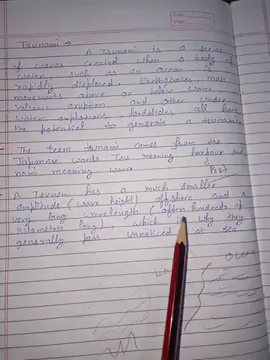 Tsunami →
A Tsunami is a series
of waves created when a body of
water, such as an ocean is
rapidly displaced. Earthquakes, mass
movements above or below water,
volcanic eruption and other under
water explosions, landslides all have
the potential to generate a tsunami
The term tsunami comes from the
Japanese words Tsu meaning harbour and
nami meaning wave
Port
A Tsunami has a much smaller
amplitude (wave height) offshore and a
very long wavelength (often hundreds of
kilometres long), which is why they
generally pass unnoticed at sea
Ocean